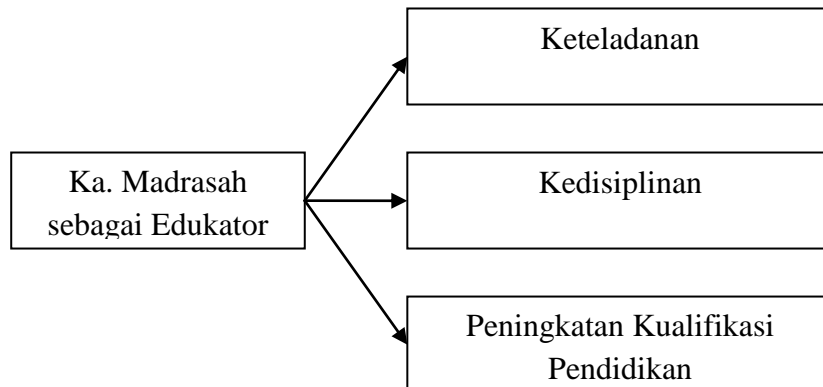 Keteladanan
Ka. Madrasah
sebagai Edukator
Kedisiplinan
Peningkatan Kualifikasi
Pendidikan